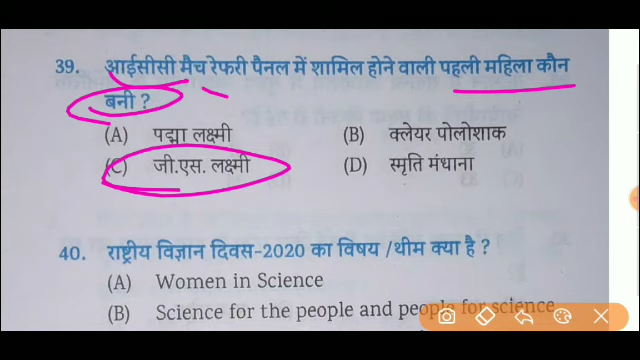 39. आईसीसी मैच रेफरी पैनल में शामिल होने वाली पहली महिला कौन
बनी ?
(A) पद्मा लक्ष्मी (B) क्लेयर पोलोशाक
(C) जी.एस. लक्ष्मी (D) स्मृति मंधाना
40. राष्ट्रीय विज्ञान दिवस-2020 का विषय /थीम क्या है ?
(A) Women in Science
(B) Science for the people and people for science